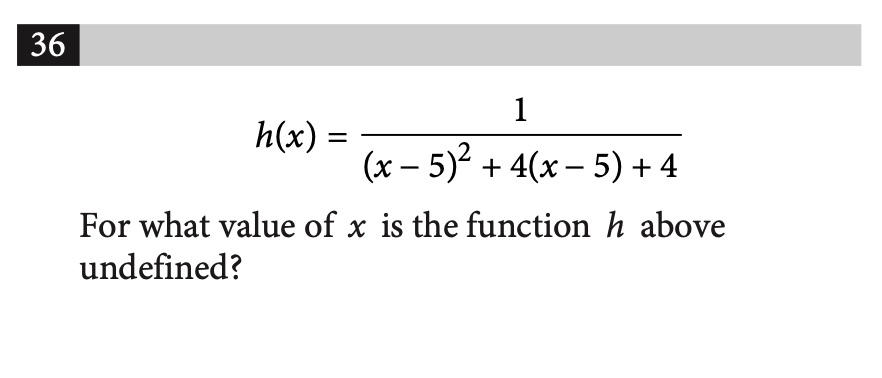 36
h(x) = 1 / ((x – 5)² + 4(x – 5) + 4)
For what value of x is the function h above
undefined?